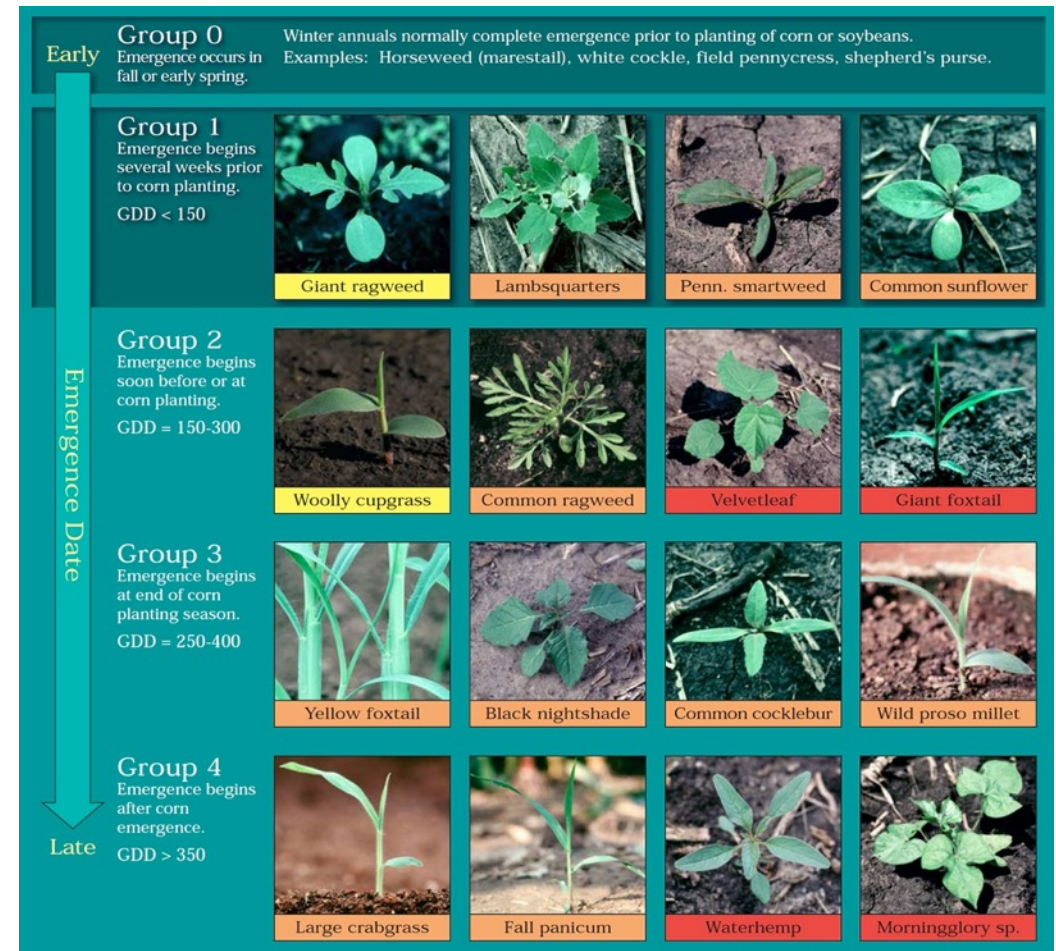 Early
Group 0
Emergence occurs in
fall or early spring.
Winter annuals normally complete emergence prior to planting of corn or soybeans.
Examples: Horseweed (marestail), white cockle, field pennycress, shepherd's purse.
Group 1
Emergence begins
several weeks prior
to corn planting.
GDD < 150
Giant ragweed
Lambsquarters
Penn. smartweed
Common sunflower
Emergence Date
Group 2
Emergence begins
soon before or at
corn planting.
GDD = 150-300
Woolly cupgrass
Common ragweed
Velvetleaf
Giant foxtail
Group 3
Emergence begins
at end of corn
planting season.
GDD = 250-400
Yellow foxtail
Black nightshade
Common cocklebur
Wild proso millet
Group 4
Emergence begins
after corn
emergence.
GDD > 350
Late
Large crabgrass
Fall panicum
Waterhemp
Morningglory sp.